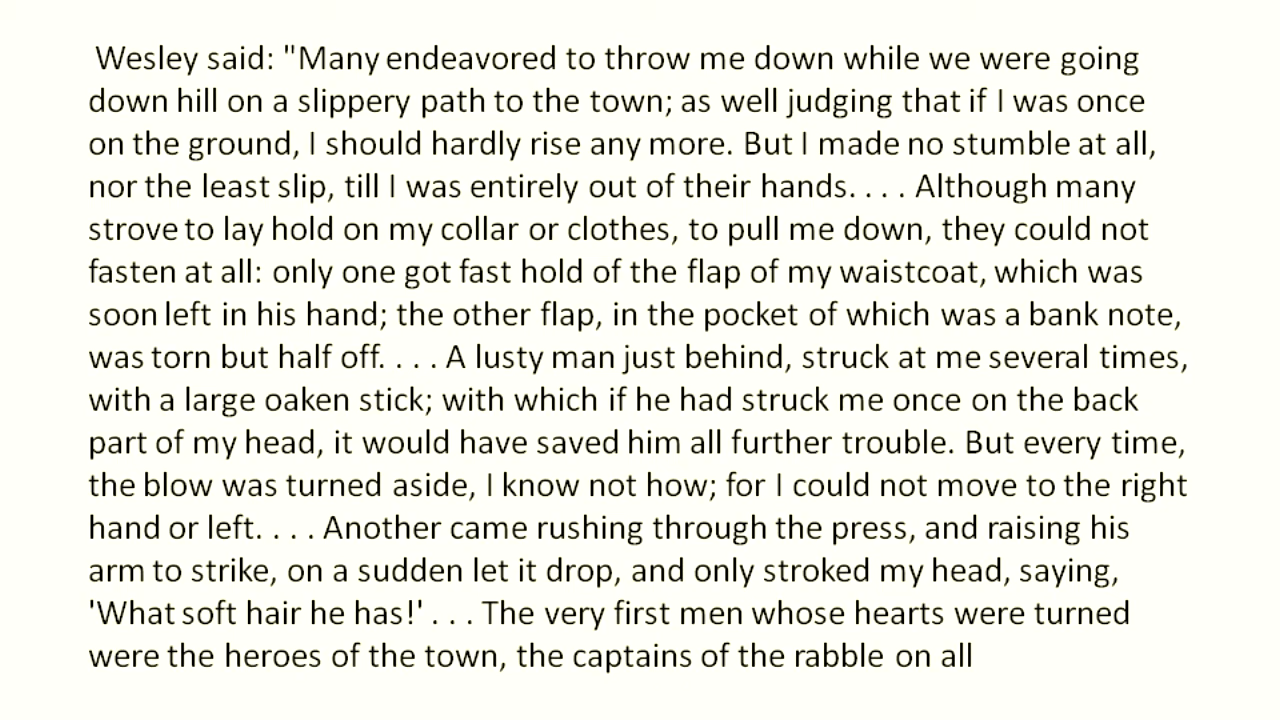 Wesley said: "Many endeavored to throw me down while we were going
down hill on a slippery path to the town; as well judging that if I was once
on the ground, I should hardly rise any more. But I made no stumble at all,
nor the least slip, till I was entirely out of their hands. . . . Although many
strove to lay hold on my collar or clothes, to pull me down, they could not
fasten at all: only one got fast hold of the flap of my waistcoat, which was
soon left in his hand; the other flap, in the pocket of which was a bank note,
was torn but half off. . . . A lusty man just behind, struck at me several times,
with a large oaken stick; with which if he had struck me once on the back
part of my head, it would have saved him all further trouble. But every time,
the blow was turned aside, I know not how; for I could not move to the right
hand or left. . . . Another came rushing through the press, and raising his
arm to strike, on a sudden let it drop, and only stroked my head, saying,
'What soft hair he has!' . . . The very first men whose hearts were turned
were the heroes of the town, the captains of the rabble on all